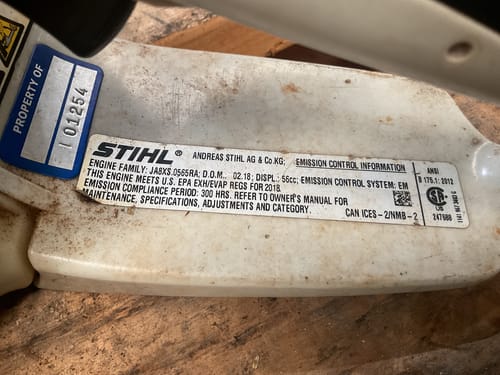 PROPERTY OF
101254
STIHL®
ANDREAS STIHL AG & Co.KG;
EMISSION CONTROL INFORMATION
ENGINE FAMILY: JA8XS.0565RA; D.O.M.. 02.18; DISPL.: 56cc; EMISSION CONTROL SYSTEM: EM
THIS ENGINE MEETS U.S. EPA EXH/EVAP REGS FOR 2018
EMISSION COMPLIANCE PERIOD: 300 HRS. REFER TO OWNER'S MANUAL FOR
MAINTENANCE, SPECIFICATIONS, ADJUSTMENTS AND CATEGORY.
CAN ICES-2/NMB-2
ANSI
B 175.1: 2012
247688